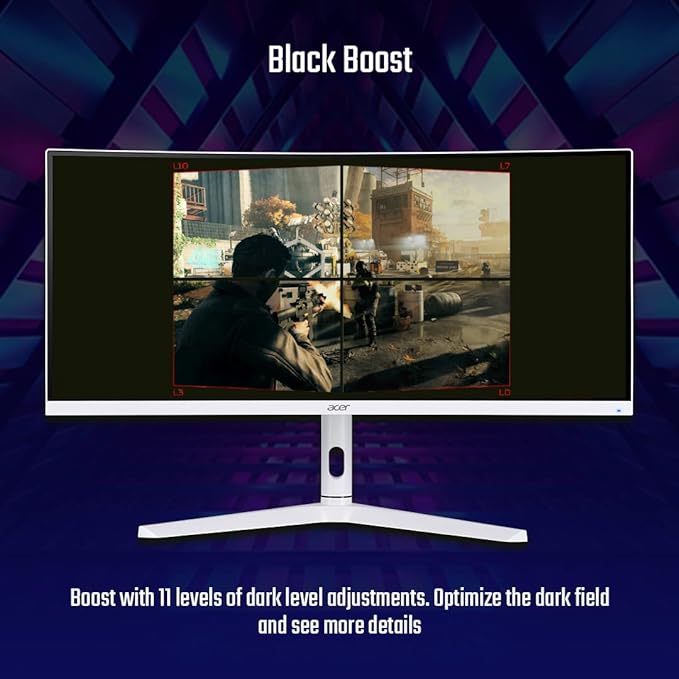 Black Boost
L10
L7
L3
L0
acer
Boost with 11 levels of dark level adjustments. Optimize the dark field
and see more details